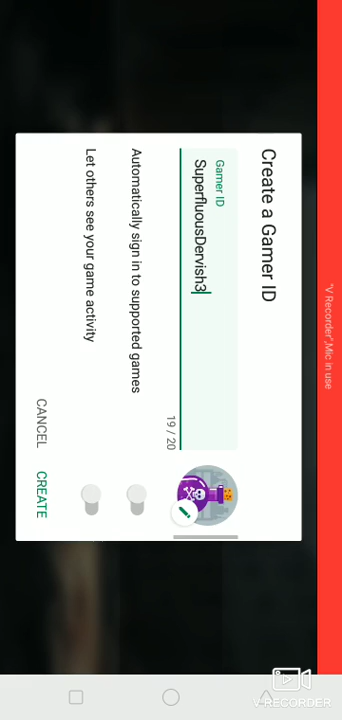 "V Recorder",Mic in use
Create a Gamer ID
Gamer ID
SuperfluousDervish3
19 / 20
Automatically sign in to supported games
Let others see your game activity
CANCEL
CREATE
V·RECORDER